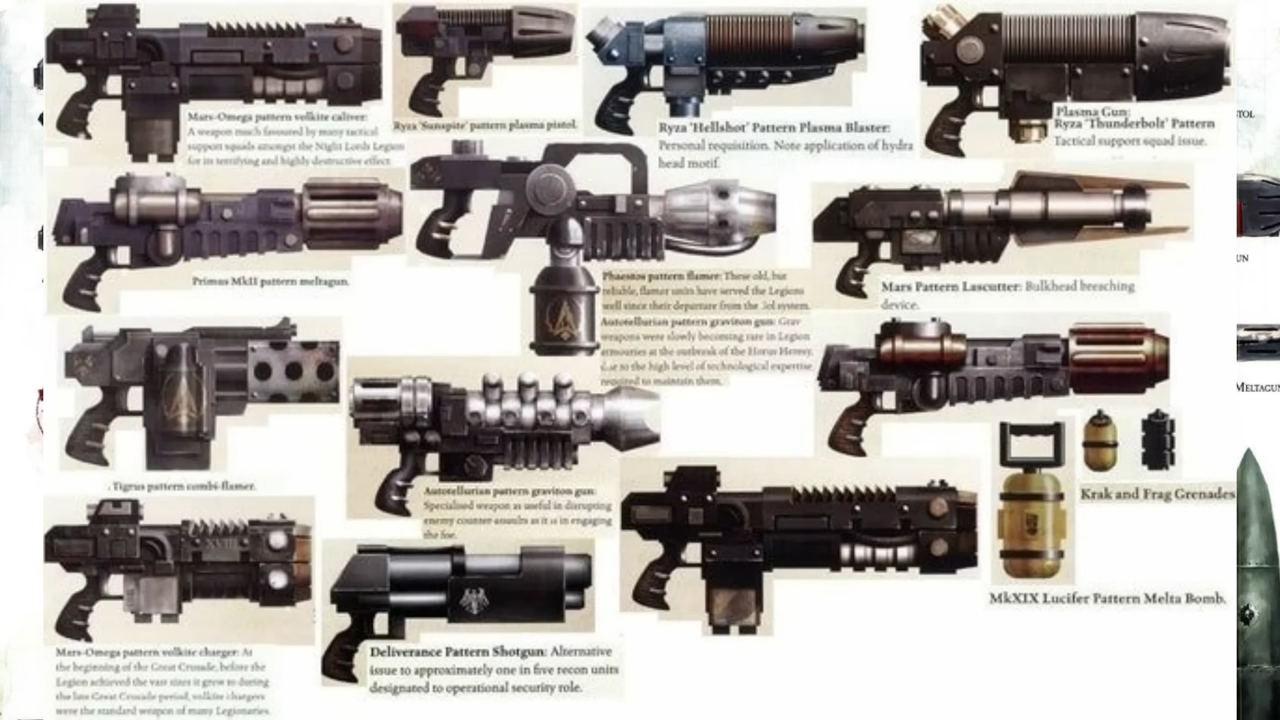 Mars-Omega pattern volkite caliver:
A weapon much favoured by many tactical
support squads amongst the Night Lords Legion
for its terrifying and highly destructive effect.
Ryza 'Sunspite' pattern plasma pistol.
Ryza 'Hellshot' Pattern Plasma Blaster:
Personal requisition. Note application of hydra
head motif.
Plasma Gun:
Ryza 'Thunderbolt' Pattern
Tactical support squad issue.
Primus MkII pattern meltagun.
Phaestos pattern flamer: These old, but
reliable, flamer units have served the Legions
well since their departure from the Sol system.
Mars Pattern Lascutter: Bulkhead breaching
device.
Autotellurian pattern graviton gun: Grav
weapons were slowly becoming rare in Legion
armouries at the outbreak of the Horus Heresy,
due to the high level of technological expertise
required to maintain them.
Tigrus pattern combi-flamer.
Autotellurian pattern graviton gun:
Specialised weapon as useful in disrupting
enemy counter-assaults as it is in engaging
the foe.
Krak and Frag Grenades
MkXIX Lucifer Pattern Melta Bomb.
XVIII
Mars-Omega pattern volkite charger: At
the beginning of the Great Crusade, before the
Legion achieved the vast sizes it grew to during
the late Great Crusade period, volkite chargers
were the standard weapon of many Legionaries.
Deliverance Pattern Shotgun: Alternative
issue to approximately one in five recon units
designated to operational security role.
TOL
UN
MELTAGUN